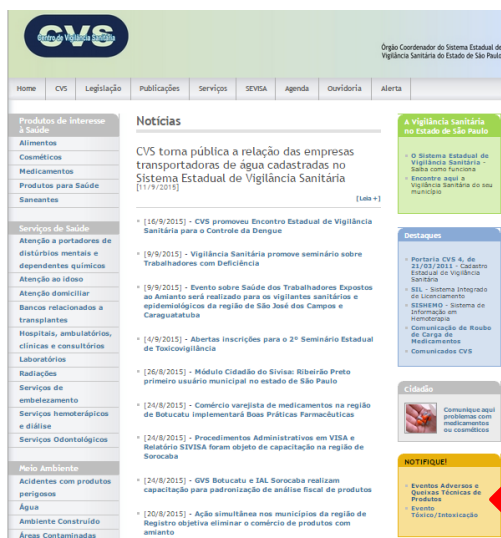 CVS
Centro de Vigilância Sanitária
Órgão Coordenador do Sistema Estadual de
Vigilância Sanitária do Estado de São Paulo
Home CVS Legislação Publicações Serviços SEVISA Agenda Ouvidoria Alerta
Produtos de interesse
à Saúde
Alimentos
Cosméticos
Medicamentos
Produtos para Saúde
Saneantes
Serviços de Saúde
Atenção a portadores de
distúrbios mentais e
dependentes químicos
Atenção ao idoso
Atenção domiciliar
Bancos relacionados a
transplantes
Hospitais, ambulatórios,
clínicas e consultórios
Laboratórios
Radiações
Serviços de
embelezamento
Serviços hemoterápicos
e diálise
Serviços Odontológicos
Meio Ambiente
Acidentes com produtos
perigosos
Água
Ambiente Construído
Áreas Contaminadas
Notícias
CVS torna pública a relação das empresas
transportadoras de água cadastradas no
Sistema Estadual de Vigilância Sanitária
[11/9/2015]
[Leia +]
[16/9/2015] - CVS promoveu Encontro Estadual de Vigilância
Sanitária para o Controle da Dengue
[9/9/2015] - Vigilância Sanitária promove seminário sobre
Trabalhadores com Deficiência
[9/9/2015] - Evento sobre Saúde dos Trabalhadores Expostos
ao Amianto será realizado para os vigilantes sanitários e
epidemiológicos da região de São José dos Campos e
Caraguatatuba
[4/9/2015] - Abertas inscrições para o 2º Seminário Estadual
de Toxicovigilância
[26/8/2015] - Módulo Cidadão do Sivisa: Ribeirão Preto
primeiro usuário municipal no estado de São Paulo
[24/8/2015] - Comércio varejista de medicamentos na região
de Botucatu implementará Boas Práticas Farmacêuticas
[24/8/2015] - Procedimentos Administrativos em VISA e
Relatório SIVISA foram objeto de capacitação na região de
Sorocaba
[24/8/2015] - GVS Botucatu e IAL Sorocaba realizam
capacitação para padronização de análise fiscal de produtos
[20/8/2015] - Ação simultânea nos municípios da região de
Registro objetiva eliminar o comércio de produtos com
amianto
A Vigilância Sanitária
no Estado de São Paulo
O Sistema Estadual de
Vigilância Sanitária -
Saiba como funciona
Encontre aqui a
Vigilância Sanitária do seu
município
Destaques
Portaria CVS 4, de
21/03/2011 - Cadastro
Estadual de Vigilância
Sanitária
SIL - Sistema Integrado
de Licenciamento
SISHEMO - Sistema de
Informação em
Hemoterapia
Comunicação de Roubo
de Carga de
Medicamentos
Comunicados CVS
Cidadão
Comunique aqui
problemas com
medicamentos
ou cosméticos
NOTIFIQUE!
Eventos Adversos e
Queixas Técnicas de
Produtos
Evento
Tóxico/Intoxicação